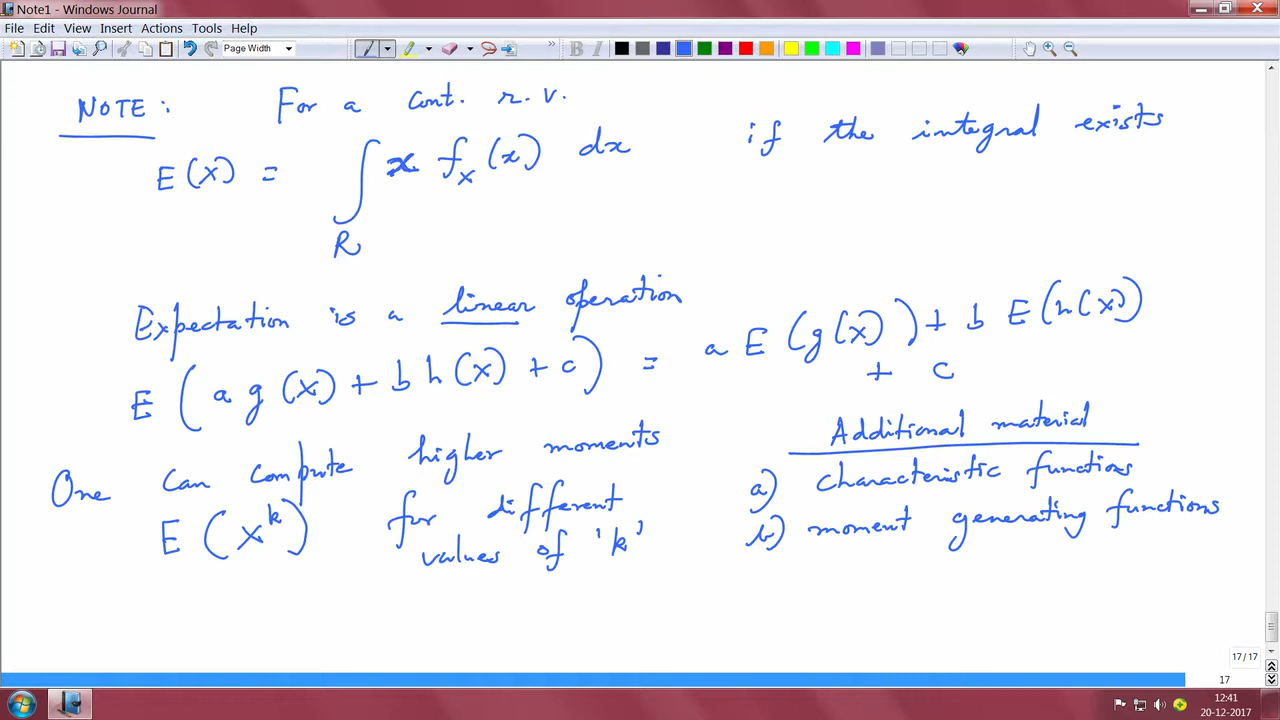 Note1 - Windows Journal
File Edit View Insert Actions Tools Help
Page Width
NOTE: For a cont. r.v.
E(X) = ∫_R x f_X(x) dx if the integral exists
Expectation is a linear operation
E(a g(X) + b h(X) + c) = a E(g(X)) + b E(h(X)) + c
One can compute higher moments
E(X^k) for different values of 'k'
Additional material
a) characteristic functions
b) moment generating functions
17/17
17
12:41
20-12-2017